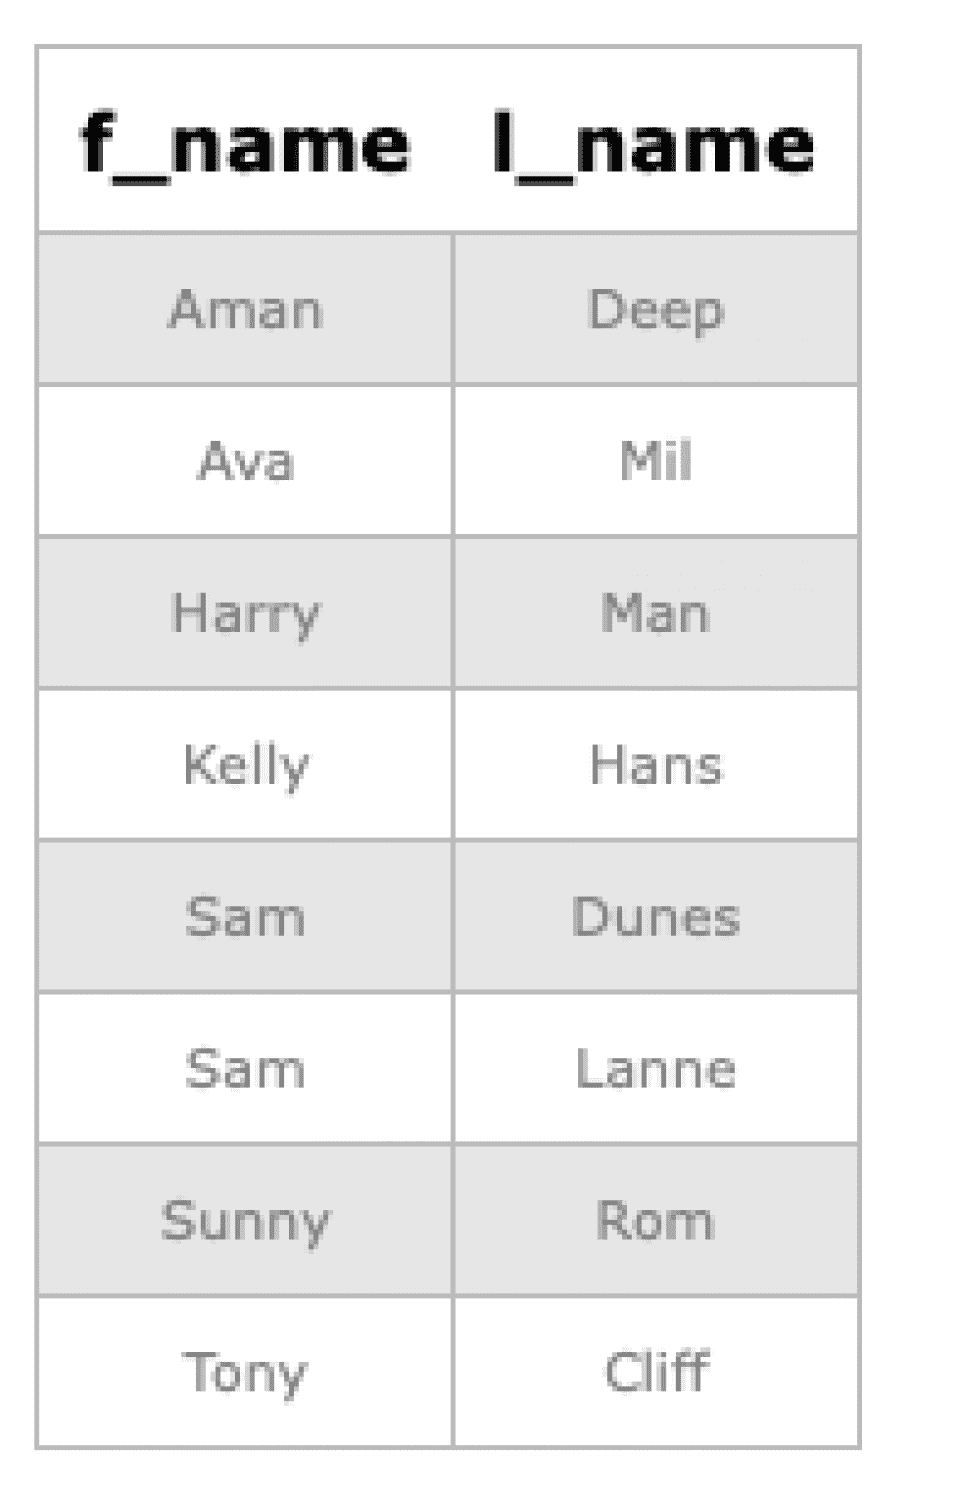 f_name l_name
Aman Deep
Ava Mil
Harry Man
Kelly Hans
Sam Dunes
Sam Lanne
Sunny Rom
Tony Cliff